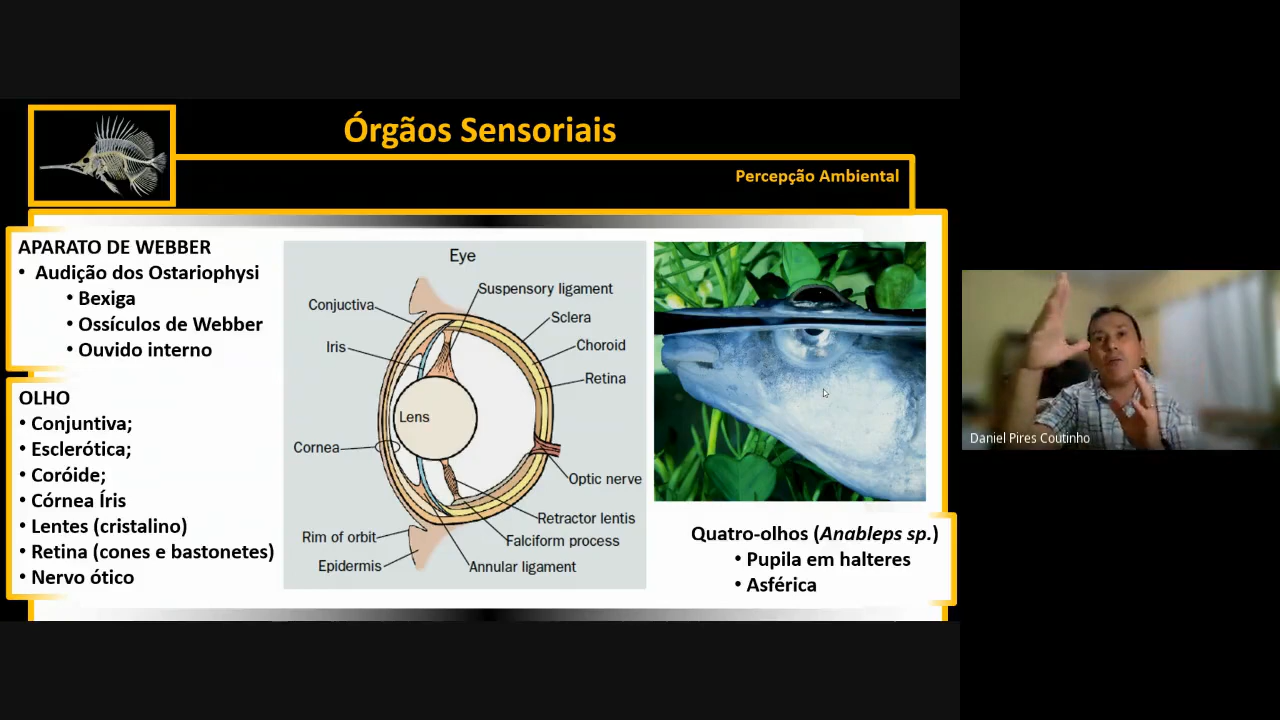 Órgãos Sensoriais
Percepção Ambiental
APARATO DE WEBBER
• Audição dos Ostariophysi
• Bexiga
• Ossículos de Webber
• Ouvido interno
OLHO
• Conjuntiva;
• Esclerótica;
• Coróide;
• Córnea Íris
• Lentes (cristalino)
• Retina (cones e bastonetes)
• Nervo ótico
Eye
Suspensory ligament
Conjuctiva
Sclera
Iris
Choroid
Retina
Lens
Cornea
Optic nerve
Retractor lentis
Rim of orbit
Falciform process
Epidermis
Annular ligament
Quatro-olhos (Anableps sp.)
• Pupila em halteres
• Asférica
Daniel Pires Coutinho